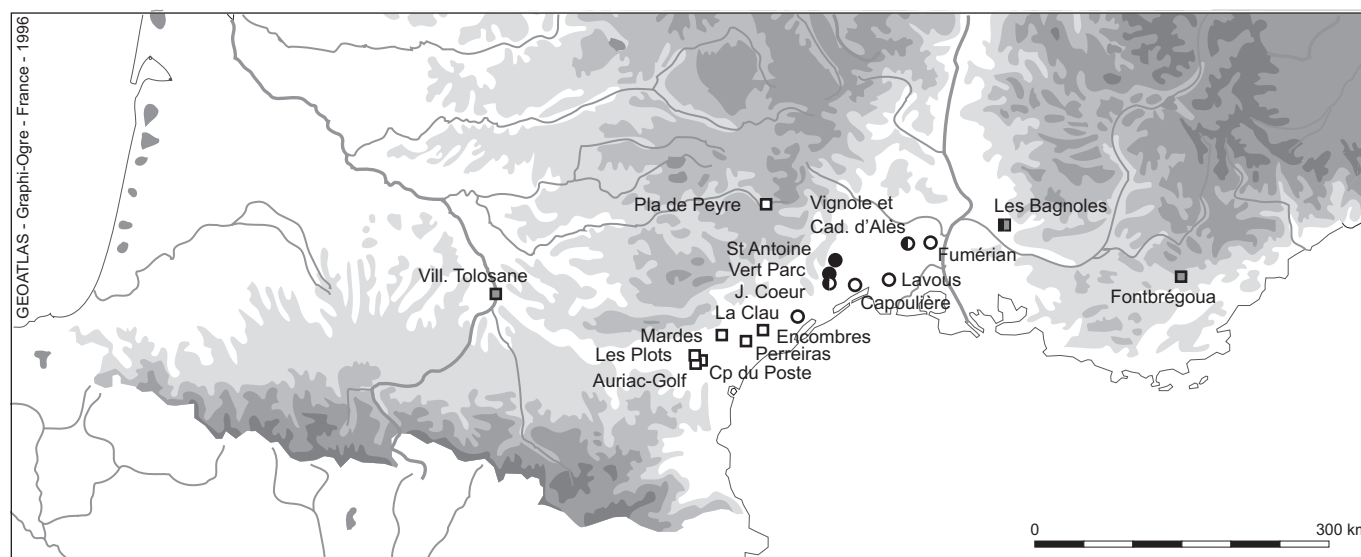 GEOATLAS - Graphi-Ogre - France - 1996
Pla de Peyre
Vignole et
Cad. d'Ales
Les Bagnoles
St Antoine
Fumérian
Vert Parc
Vill. Tolosane
J. Coeur
Lavous
Capoulière
Fontbrégoua
La Clau
Mardes
Encombres
Les Plots
Perreiras
Auriac-Golf
Cp du Poste
0
300 km